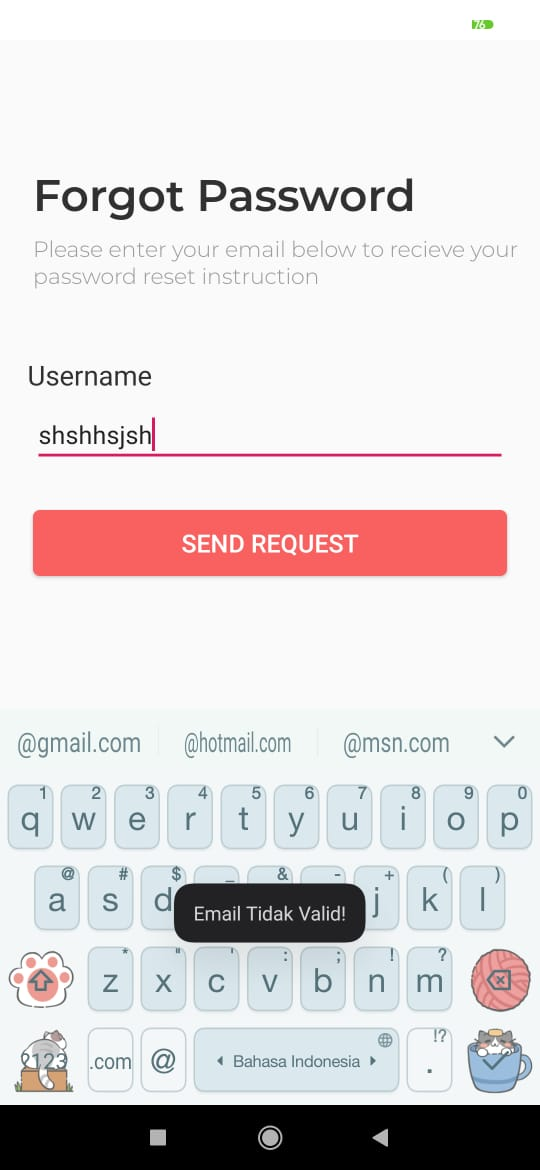 76
Forgot Password
Please enter your email below to recieve your
password reset instruction
Username
shshhsjsh
SEND REQUEST
@gmail.com @hotmail.com @msn.com
1 2 3 4 5 6 7 8 9 0
q w e r t y u i o p
@ # $ _ & - + ( )
a s d j k l
Email Tidak Valid!
* " ' : ; ! ?
z x c v b n m
!?
?123 .com @ Bahasa Indonesia .